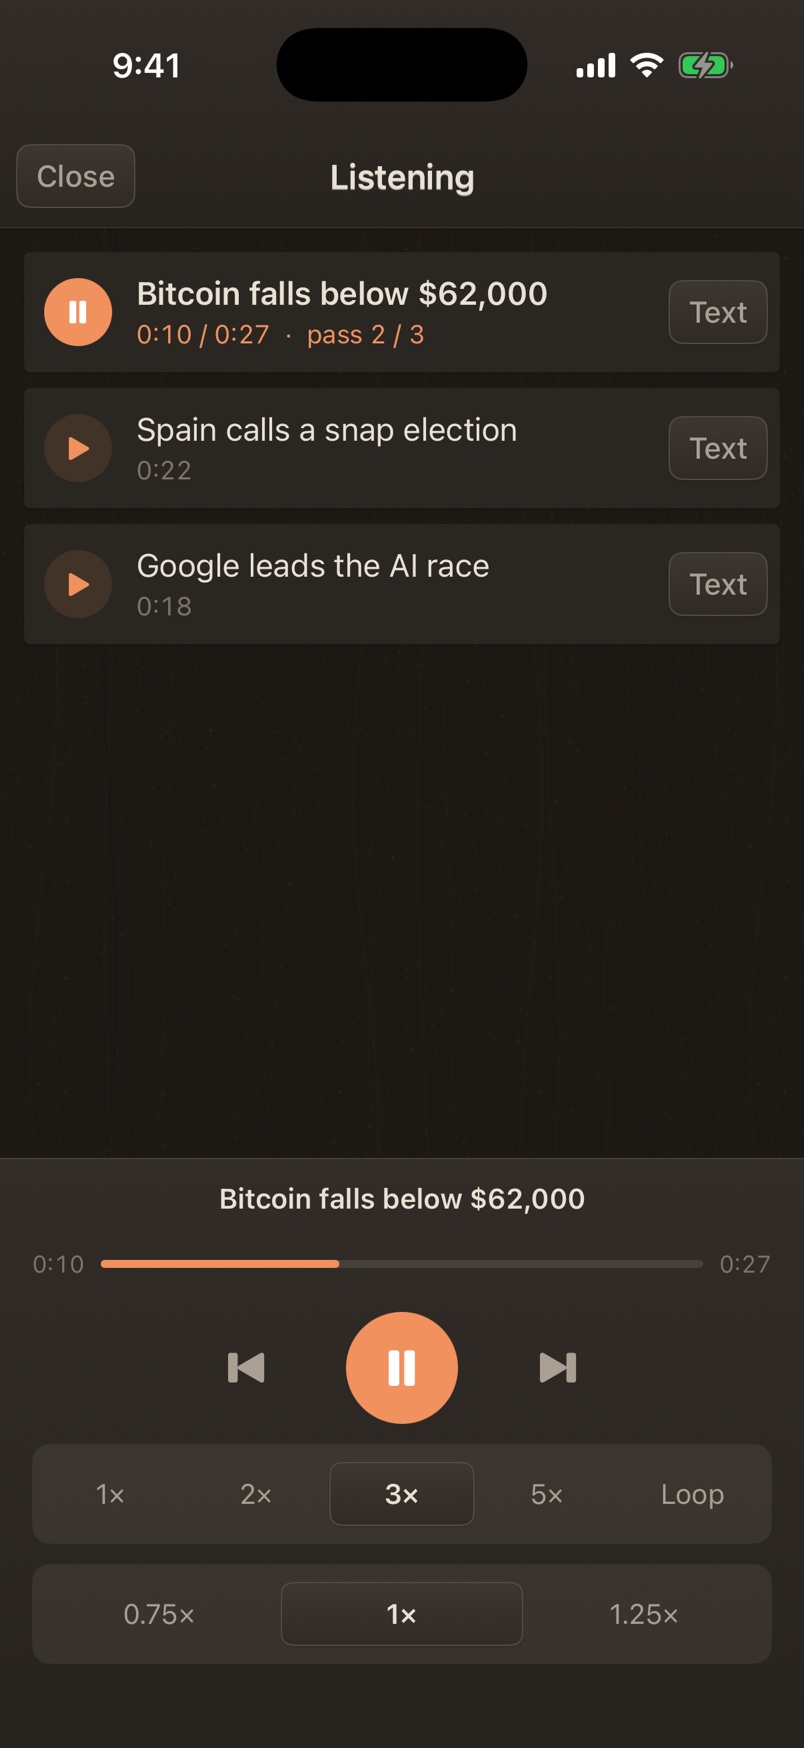 9:41
Close
Listening
Bitcoin falls below $62,000
0:10 / 0:27 · pass 2 / 3
Text
Spain calls a snap election
0:22
Text
Google leads the AI race
0:18
Text
Bitcoin falls below $62,000
0:10
0:27
1× 2× 3× 5× Loop
0.75× 1× 1.25×